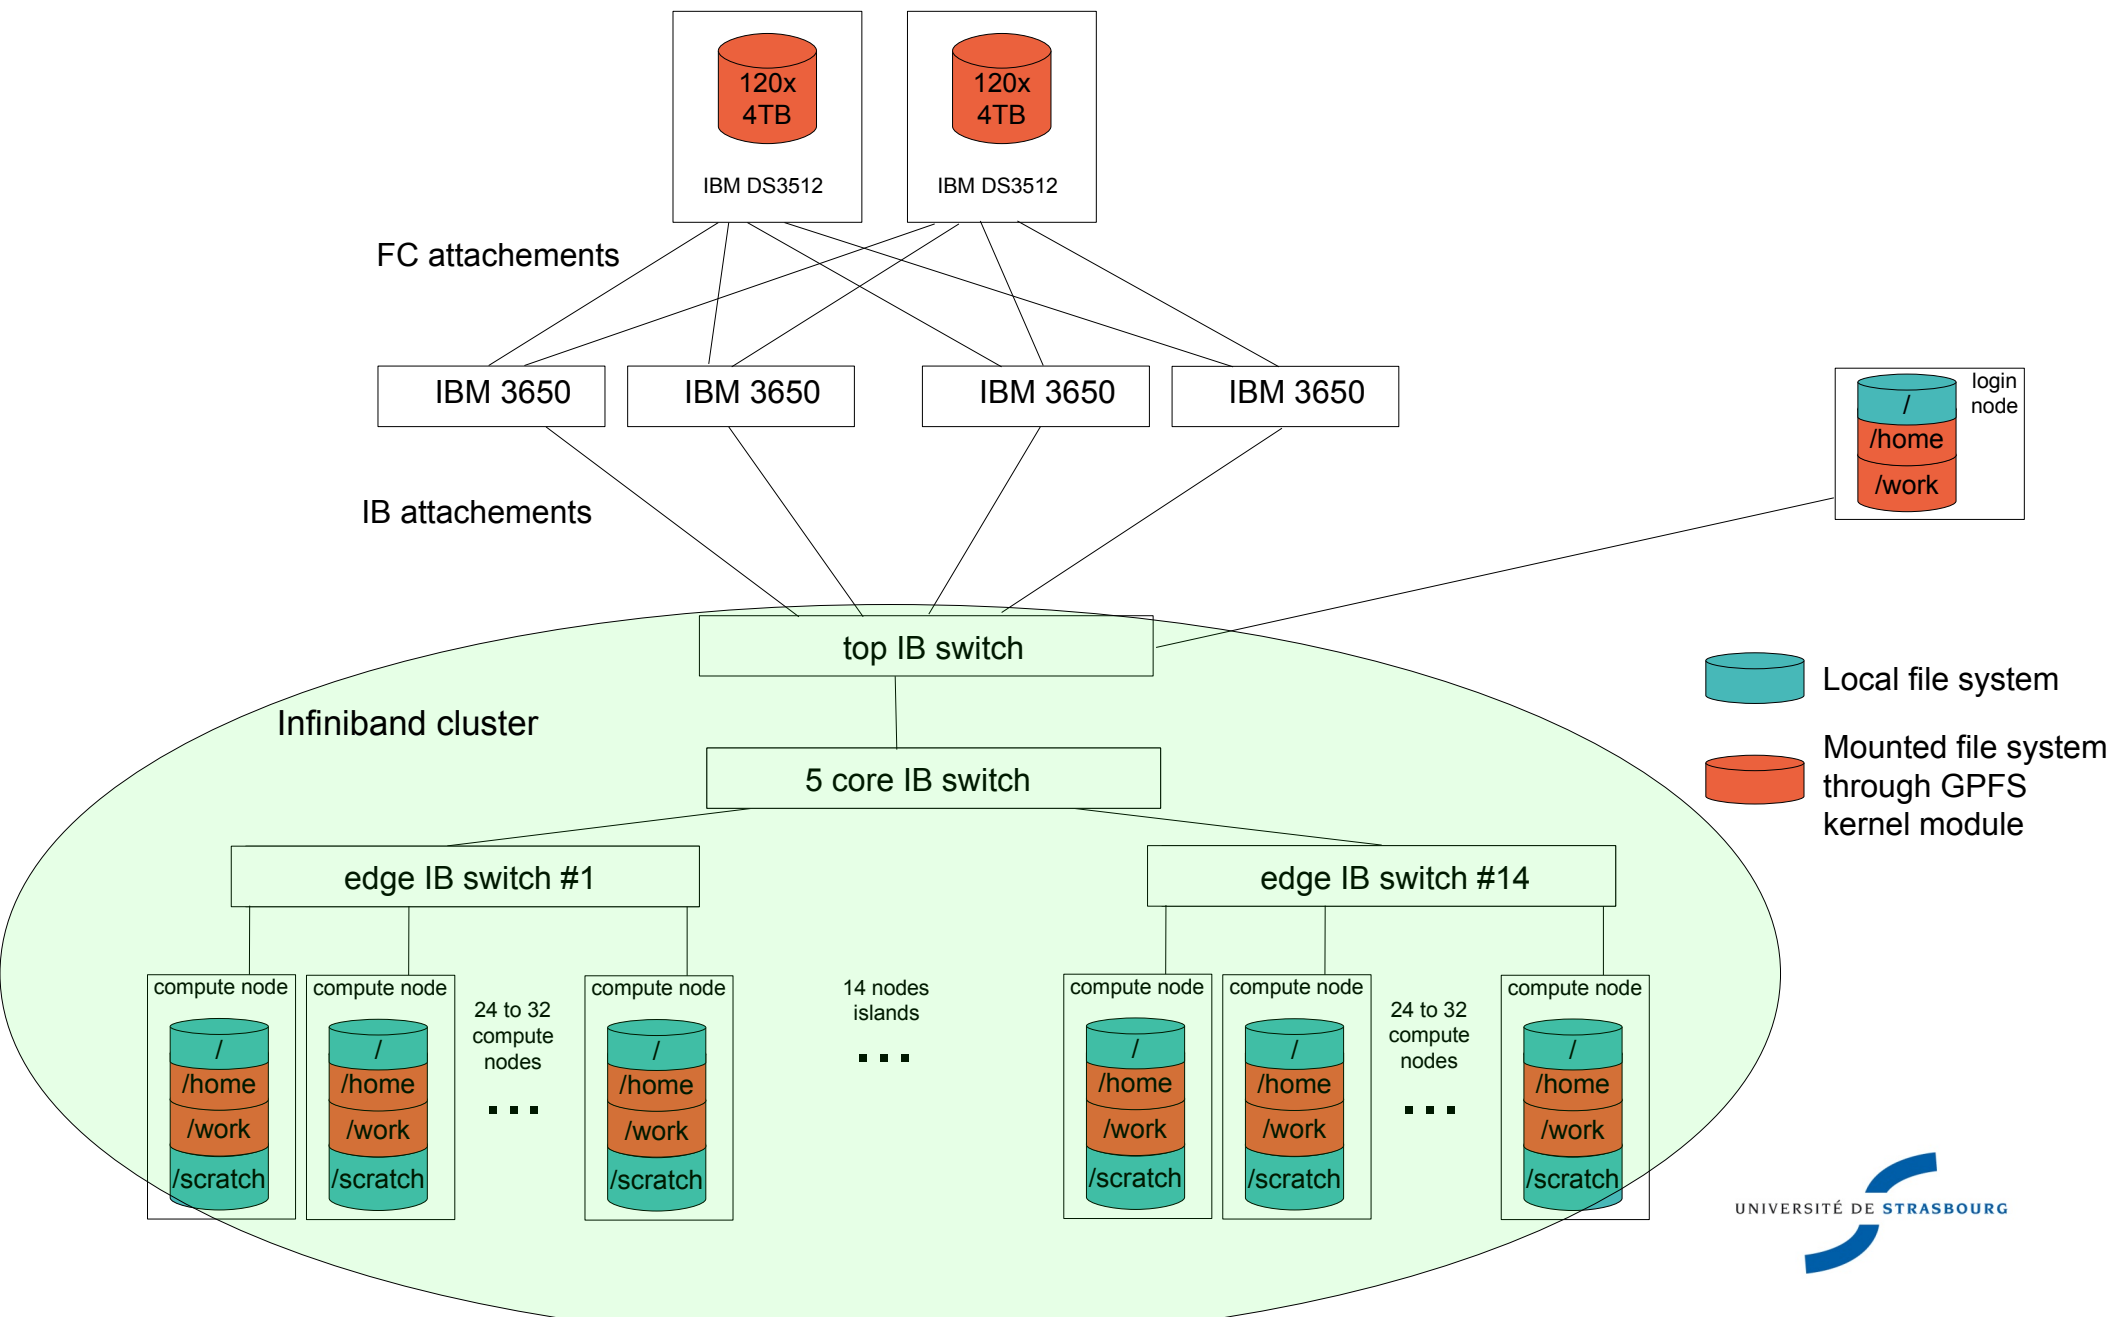 120x
4TB
IBM DS3512
120x
4TB
IBM DS3512
FC attachements
IBM 3650
IBM 3650
IBM 3650
IBM 3650
login
node
/
/home
/work
IB attachements
top IB switch
Infiniband cluster
5 core IB switch
Local file system
Mounted file system
through GPFS
kernel module
edge IB switch #1
edge IB switch #14
compute node
/
/home
/work
/scratch
compute node
/
/home
/work
/scratch
24 to 32
compute
nodes
...
compute node
/
/home
/work
/scratch
14 nodes
islands
...
compute node
/
/home
/work
/scratch
compute node
/
/home
/work
/scratch
24 to 32
compute
nodes
...
compute node
/
/home
/work
/scratch
UNIVERSITÉ DE STRASBOURG